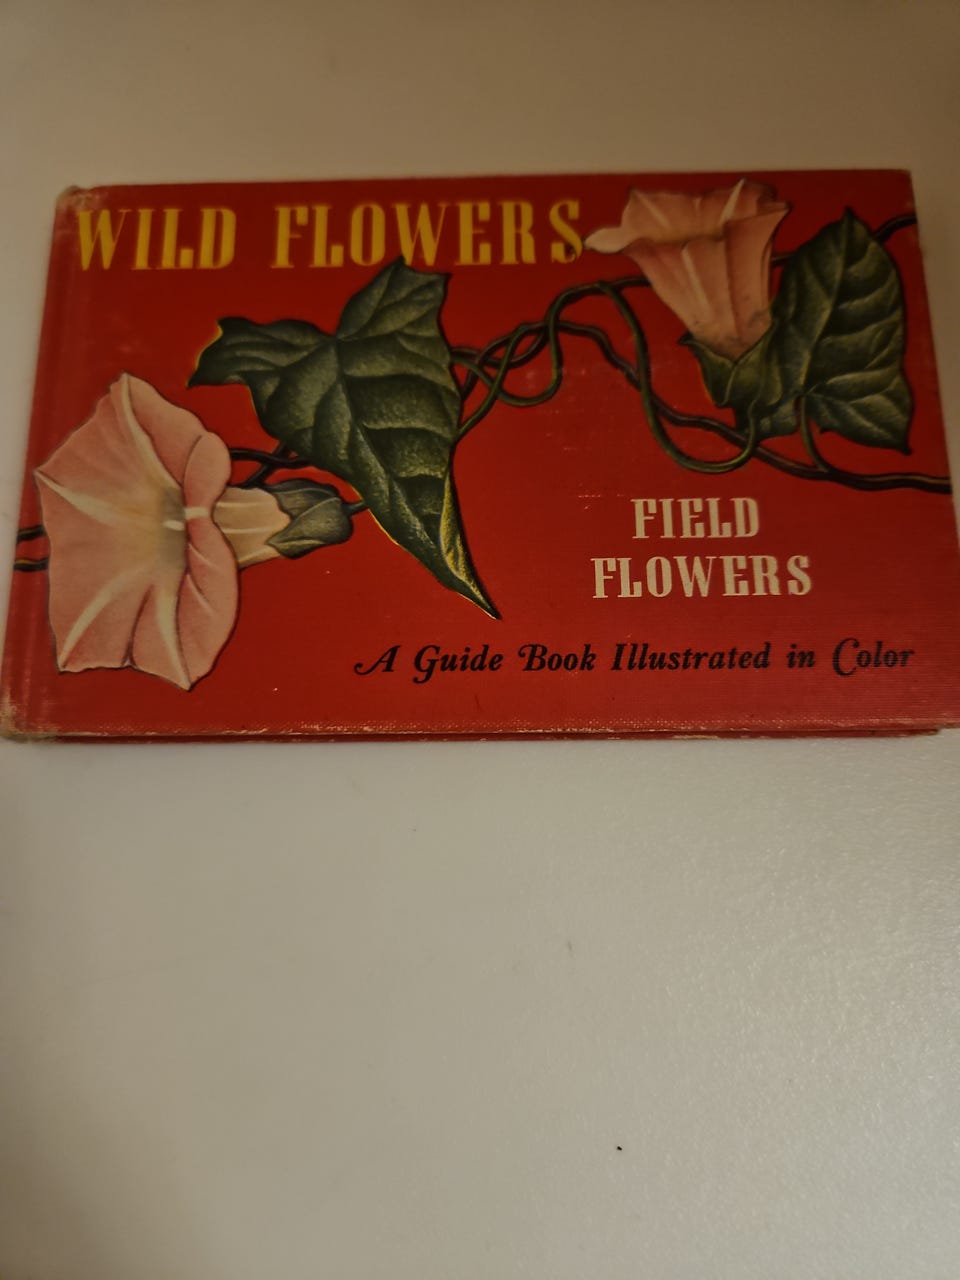 WILD FLOWERS
FIELD
FLOWERS
A Guide Book Illustrated in Color